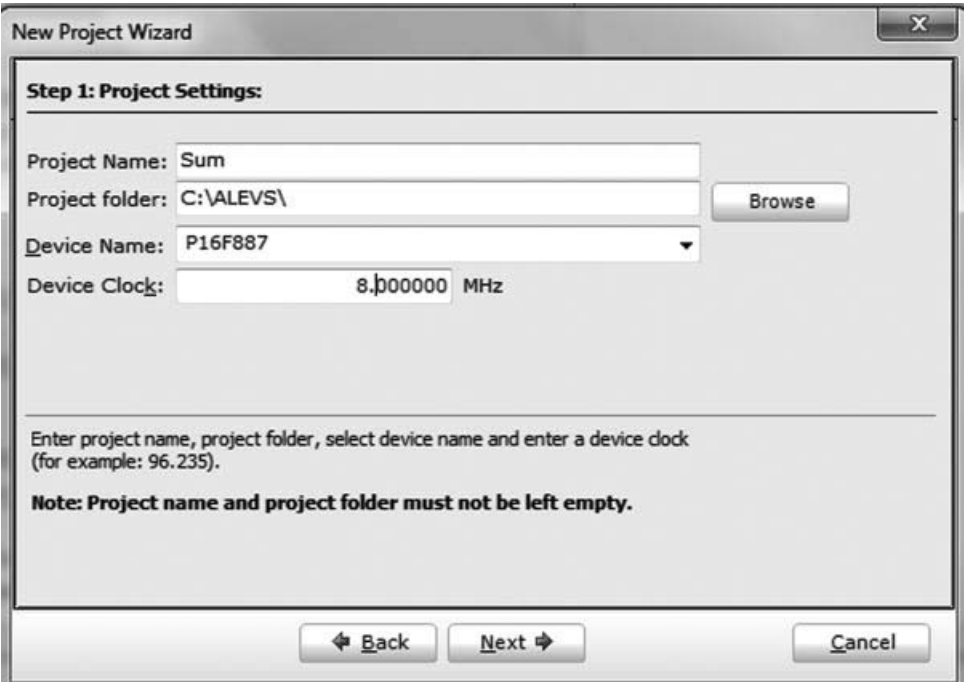 New Project Wizard
Step 1: Project Settings:
Project Name: Sum
Project folder: C:\ALEVS\ Browse
Device Name: P16F887
Device Clock: 8.000000 MHz
Enter project name, project folder, select device name and enter a device clock
(for example: 96.235).
Note: Project name and project folder must not be left empty.
Back Next Cancel